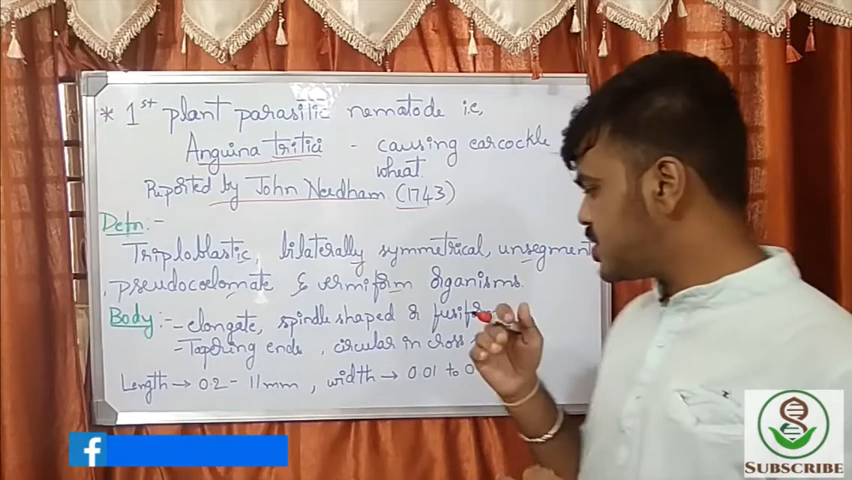 * 1st plant parasitic nematode i.e,
Anguina tritici - causing earcockle
wheat.
Reported by John Needham (1743)
Defn:-
Triploblastic, bilaterally symmetrical, unsegment
, pseudocoelomate & vermiform organisms.
Body:- - elongate, spindle shaped & fusif
- Tapering ends, circular in cross
Length → 0.2 - 11mm, width → 0.01 to 0
SUBSCRIBE
SUBSCRIBE
f